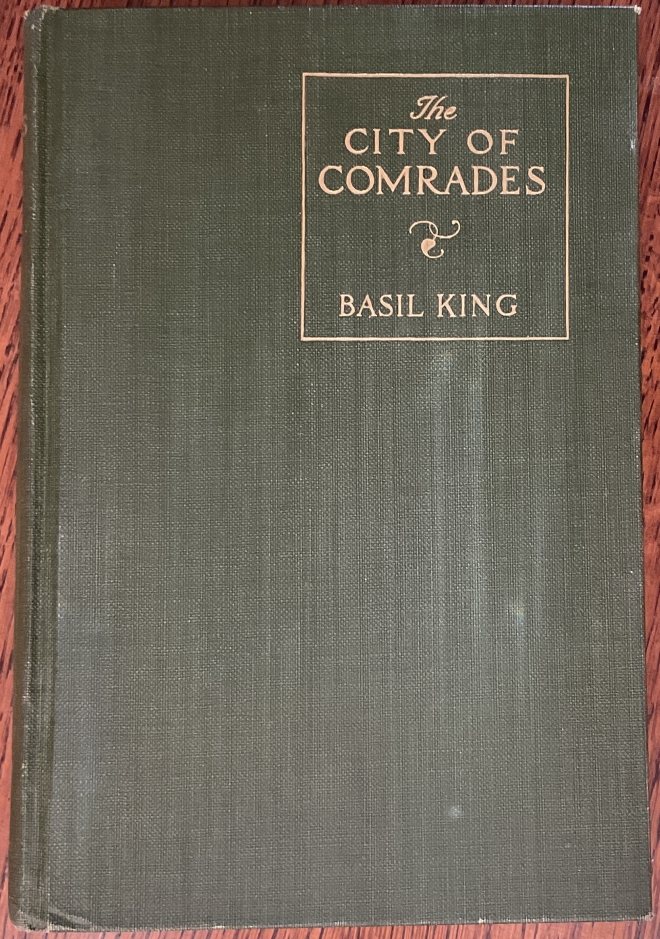 The
CITY OF
COMRADES
BASIL KING